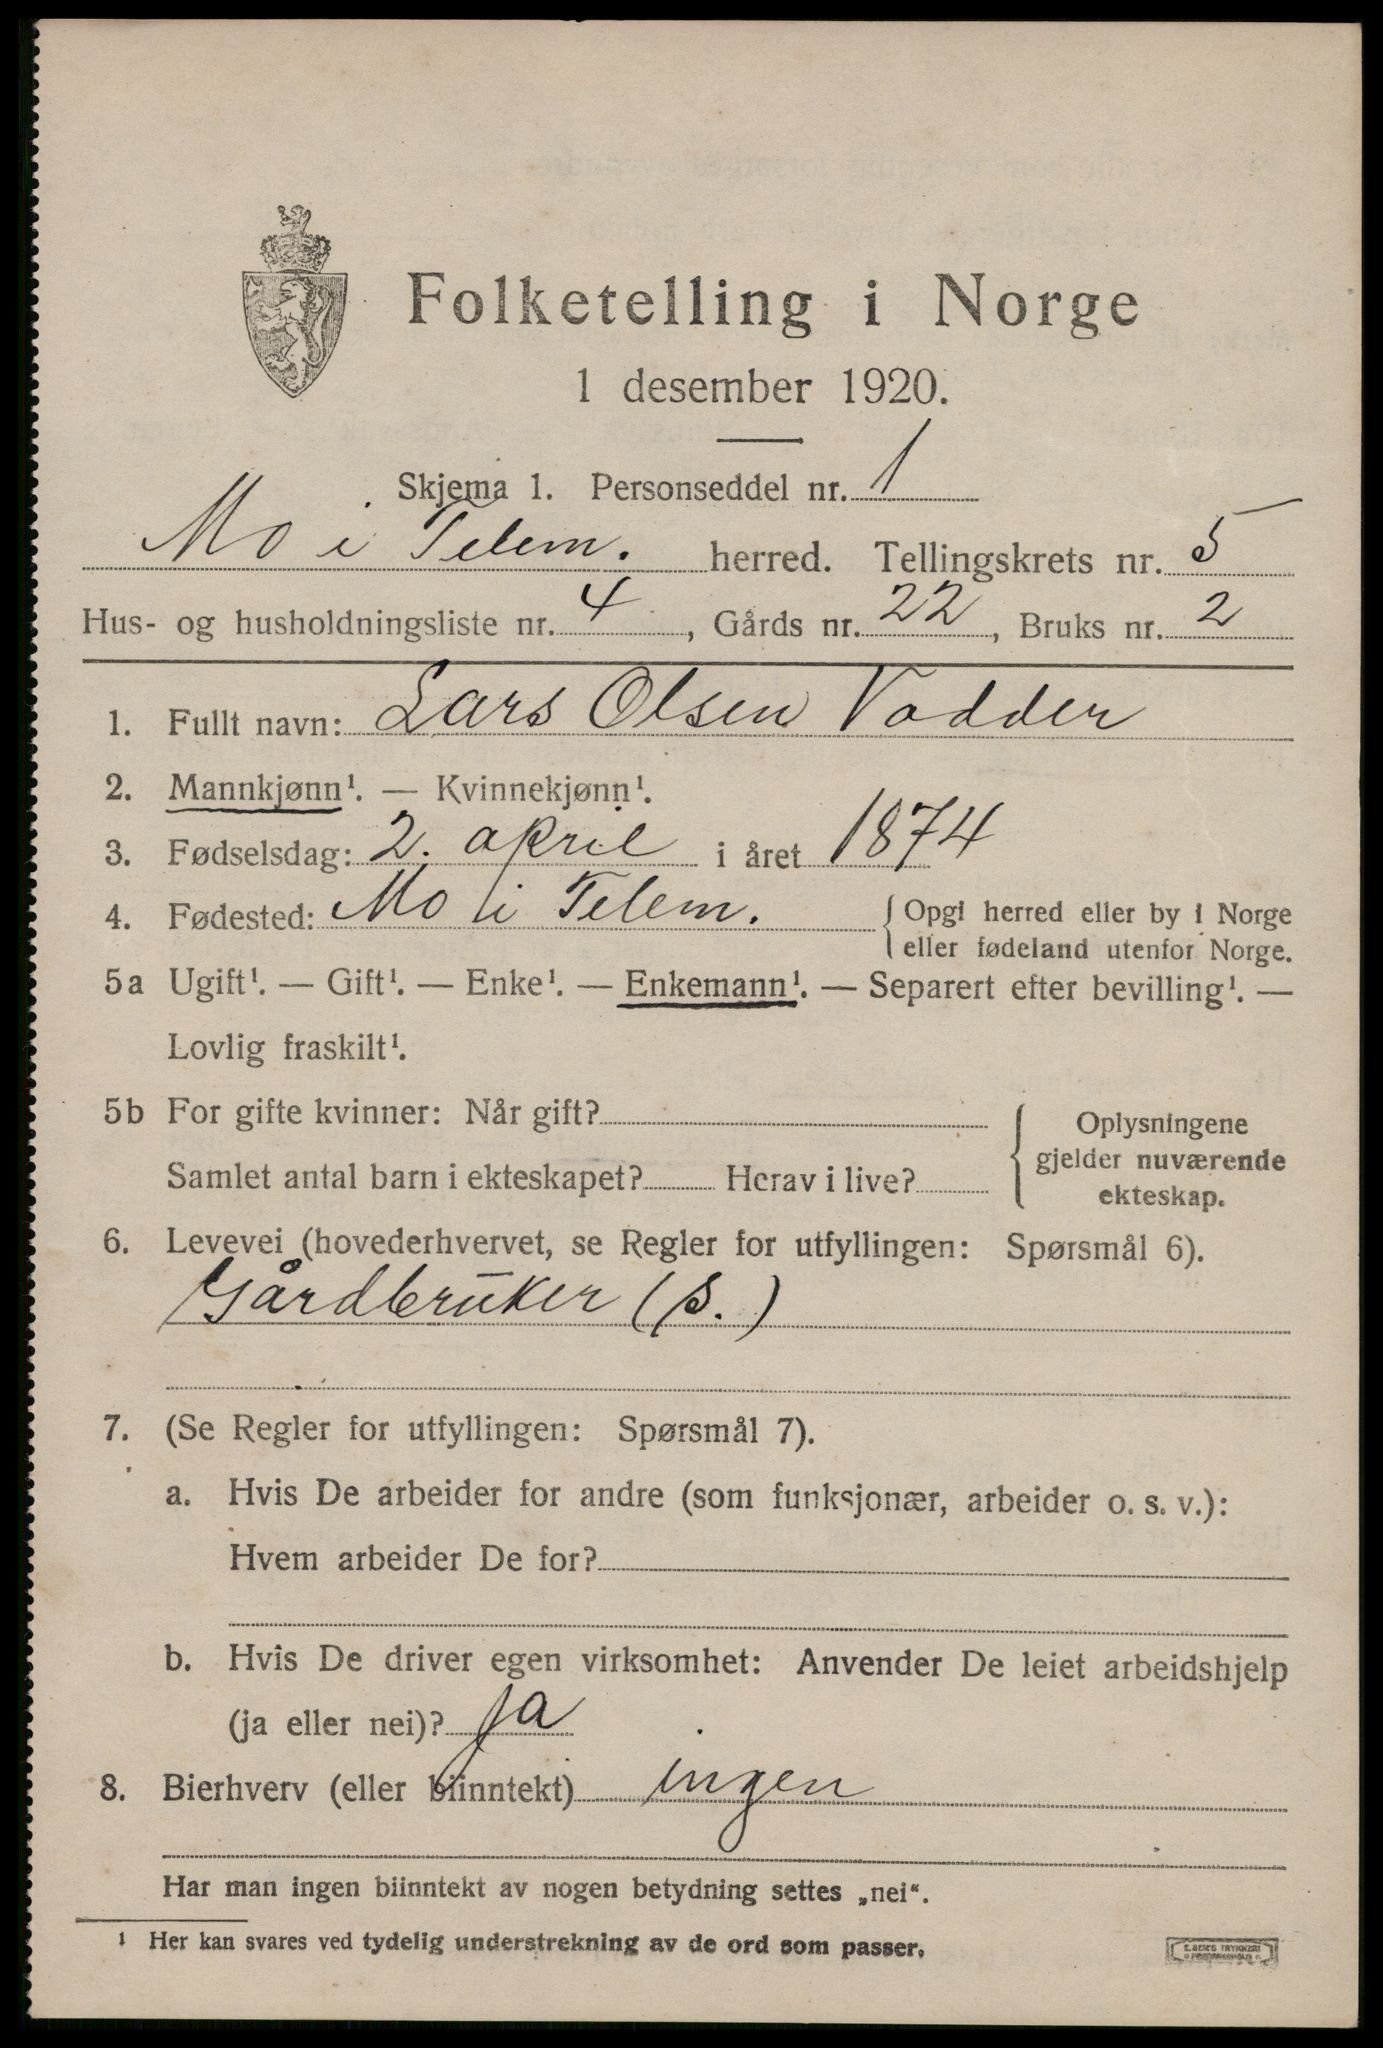 Folketelling i Norge
1 desember 1920.
Skjema 1. Personseddel nr. 1
Mo i Telem. herred. Tellingskrets nr. 5
Hus- og husholdningsliste nr. 4, Gårds nr. 22, Bruks nr. 2
1. Fullt navn: Lars Olsen Vadder
2. Mannkjønn¹. — Kvinnekjønn¹.
3. Fødselsdag: 2. april i året 1874
4. Fødested: Mo i Telem. { Opgi herred eller by i Norge
eller fødeland utenfor Norge.
5a Ugift¹. — Gift¹. — Enke¹. — Enkemann¹. — Separert efter bevilling¹. —
Lovlig fraskilt¹.
5b For gifte kvinner: Når gift?
Samlet antal barn i ekteskapet? Herav i live?
{ Oplysningene
gjelder nuværende
ekteskap.
6. Levevei (hovederhvervet, se Regler for utfyllingen: Spørsmål 6).
Gårdbruker (s.)
7. (Se Regler for utfyllingen: Spørsmål 7).
a. Hvis De arbeider for andre (som funksjonær, arbeider o. s. v.):
Hvem arbeider De for?
b. Hvis De driver egen virksomhet: Anvender De leiet arbeidshjelp
(ja eller nei)? ja
8. Bierhverv (eller biinntekt) ingen
Har man ingen biinntekt av nogen betydning settes „nei“.
¹ Her kan svares ved tydelig understrekning av de ord som passer.